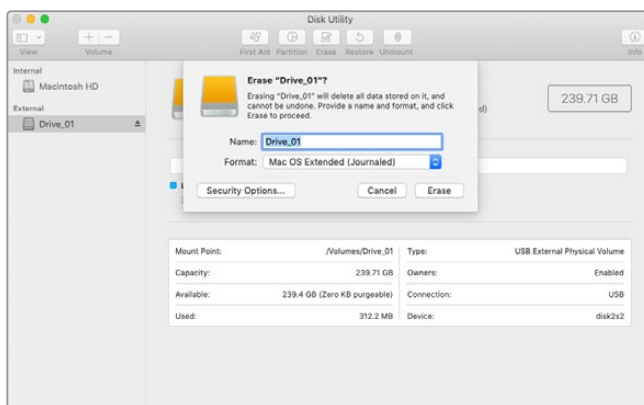 Disk Utility
View
Volume
First Aid
Partition
Erase
Restore
Unmount
Info
Internal
Macintosh HD
External
Drive_01
Erase “Drive_01”?
Erasing “Drive_01” will delete all data stored on it, and
cannot be undone. Provide a name and format, and click
Erase to proceed.
Name: Drive_01
Format: Mac OS Extended (Journaled)
Security Options...
Cancel
Erase
ed)
239.71 GB
Mount Point: /Volumes/Drive_01
Type: USB External Physical Volume
Capacity: 239.71 GB
Owners: Enabled
Available: 239.4 GB (Zero KB purgeable)
Connection: USB
Used: 312.2 MB
Device: disk2s2